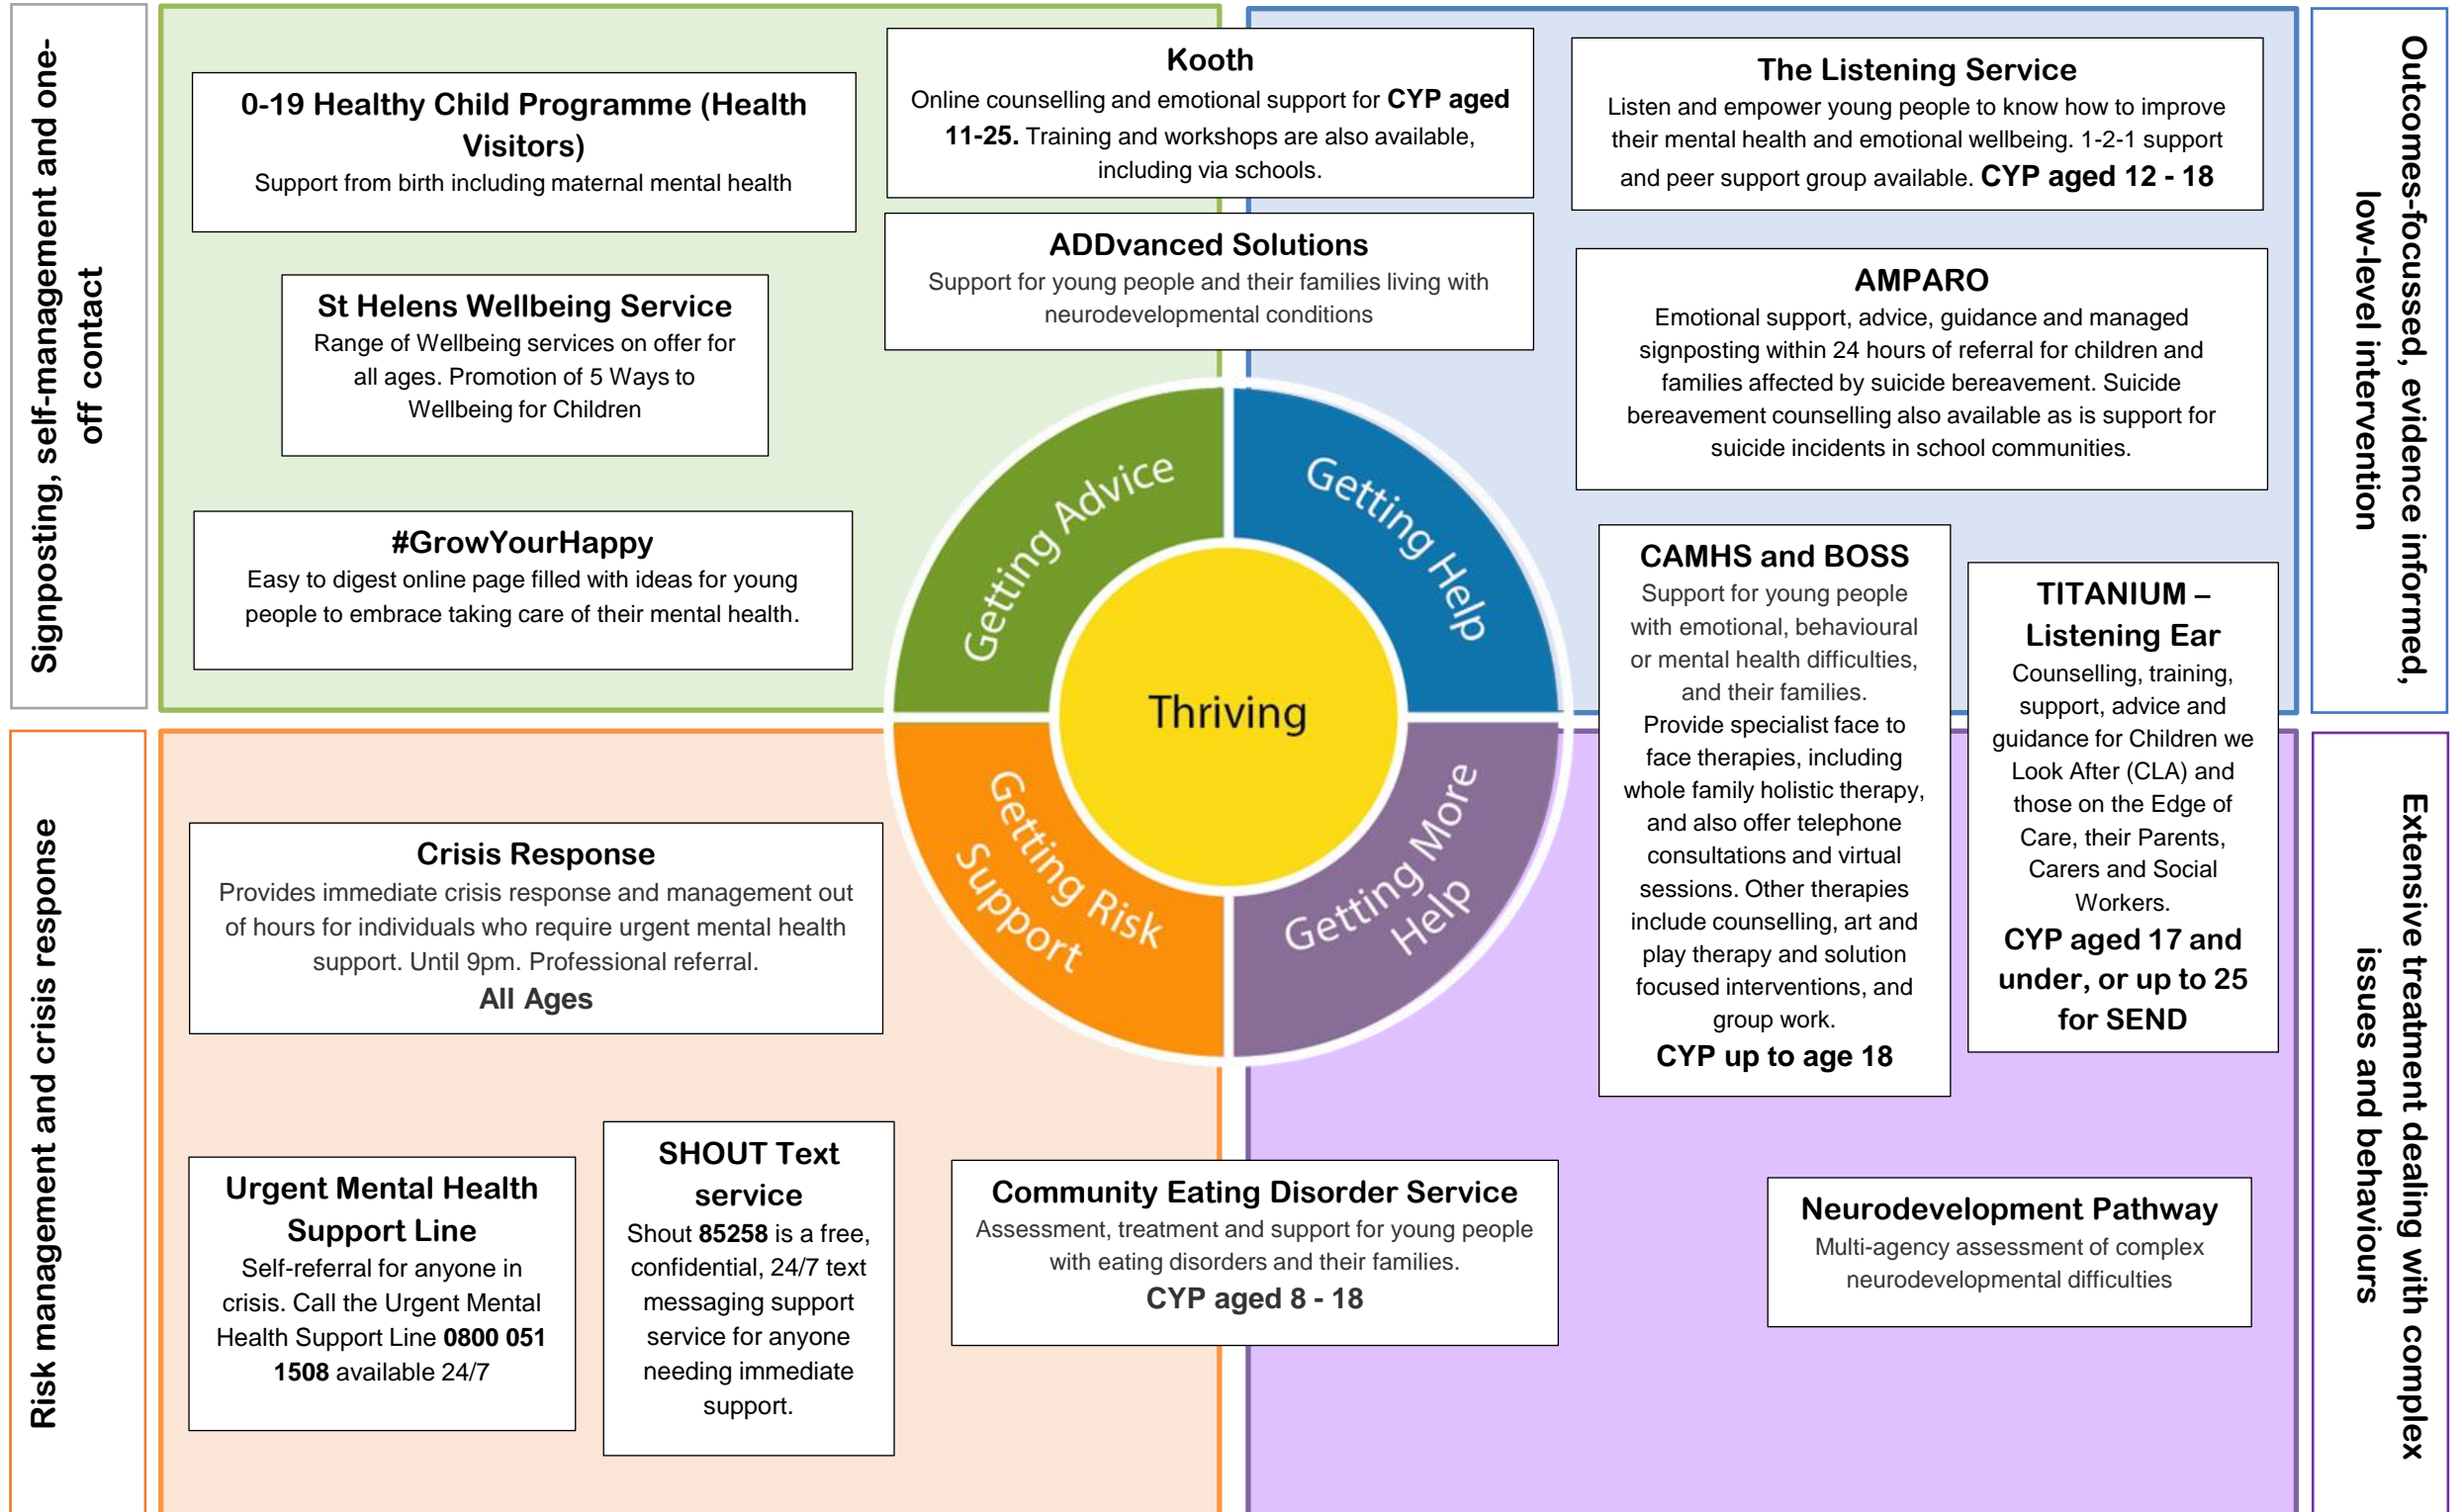 Signposting, self-management and one-
off contact
0-19 Healthy Child Programme (Health
Visitors)
Support from birth including maternal mental health
St Helens Wellbeing Service
Range of Wellbeing services on offer for
all ages. Promotion of 5 Ways to
Wellbeing for Children
#GrowYourHappy
Easy to digest online page filled with ideas for young
people to embrace taking care of their mental health.
Kooth
Online counselling and emotional support for CYP aged
11-25. Training and workshops are also available,
including via schools.
ADDvanced Solutions
Support for young people and their families living with
neurodevelopmental conditions
The Listening Service
Listen and empower young people to know how to improve
their mental health and emotional wellbeing. 1-2-1 support
and peer support group available. CYP aged 12 - 18
AMPARO
Emotional support, advice, guidance and managed
signposting within 24 hours of referral for children and
families affected by suicide bereavement. Suicide
bereavement counselling also available as is support for
suicide incidents in school communities.
Outcomes-focussed, evidence informed,
low-level intervention
Getting Advice
Getting Help
Thriving
Getting Risk
Support
Getting More
Help
CAMHS and BOSS
Support for young people
with emotional, behavioural
or mental health difficulties,
and their families.
Provide specialist face to
face therapies, including
whole family holistic therapy,
and also offer telephone
consultations and virtual
sessions. Other therapies
include counselling, art and
play therapy and solution
focused interventions, and
group work.
CYP up to age 18
TITANIUM –
Listening Ear
Counselling, training,
support, advice and
guidance for Children we
Look After (CLA) and
those on the Edge of
Care, their Parents,
Carers and Social
Workers.
CYP aged 17 and
under, or up to 25
for SEND
Risk management and crisis response
Crisis Response
Provides immediate crisis response and management out
of hours for individuals who require urgent mental health
support. Until 9pm. Professional referral.
All Ages
Urgent Mental Health
Support Line
Self-referral for anyone in
crisis. Call the Urgent Mental
Health Support Line 0800 051
1508 available 24/7
SHOUT Text
service
Shout 85258 is a free,
confidential, 24/7 text
messaging support
service for anyone
needing immediate
support.
Community Eating Disorder Service
Assessment, treatment and support for young people
with eating disorders and their families.
CYP aged 8 - 18
Neurodevelopment Pathway
Multi-agency assessment of complex
neurodevelopmental difficulties
Extensive treatment dealing with complex
issues and behaviours